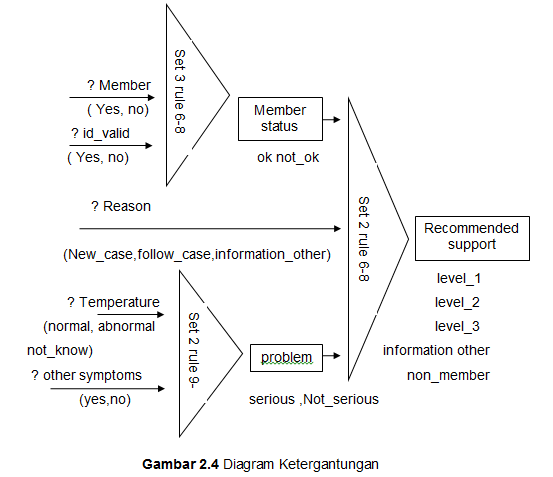 ? Member
( Yes, no)
? id_valid
( Yes, no)
Set 3 rule 6-8
Member
status
ok not_ok
? Reason
(New_case,follow_case,information_other)
Set 2 rule 6-8
Recommended
support
level_1
level_2
level_3
information other
non_member
? Temperature
(normal, abnormal
not_know)
? other symptoms
(yes,no)
Set 2 rule 9-
problem
serious ,Not_serious
Gambar 2.4 Diagram Ketergantungan